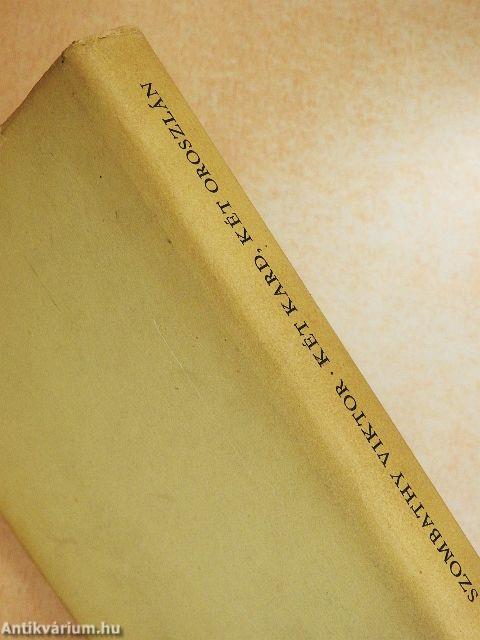 SZOMBATHY VIKTOR · KÉT KARD, KÉT OROSZLÁN
Antikvárium.hu